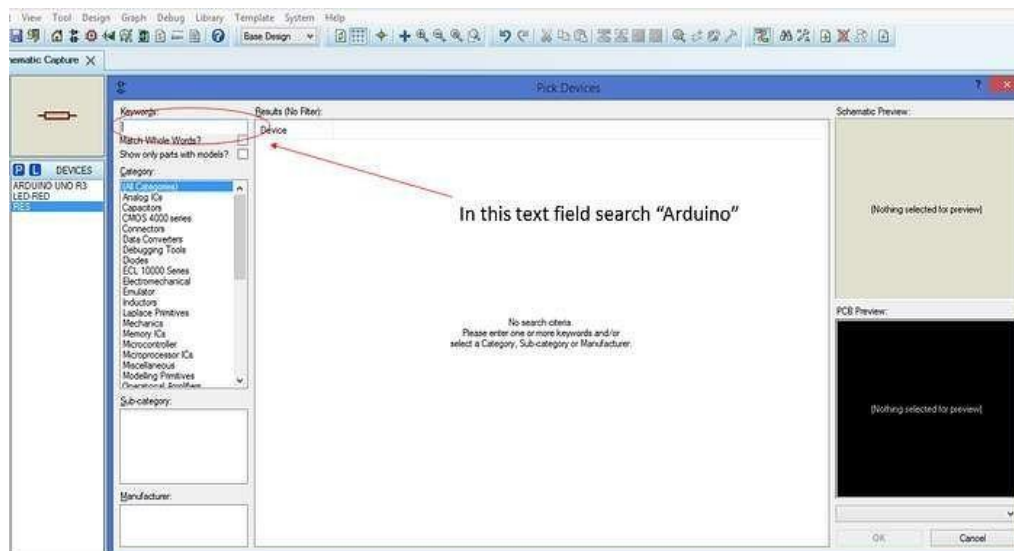 View Tool Design Graph Debug Library Template System Help
Base Design
ematic Capture X
Pick Devices
?
Keywords:
Results (No Filter):
Schematic Preview:
Device
Match Whole Words?
Show only parts with models?
P L DEVICES
ARDUINO UNO R3
LED-RED
RES
Category:
(All Categories)
Analog ICs
Capacitors
CMOS 4000 series
Connectors
Data Converters
Debugging Tools
Diodes
ECL 10000 Series
Electromechanical
Emulator
Inductors
Laplace Primitives
Mechanics
Memory ICs
Microcontroller
Microprocessor ICs
Miscellaneous
Modelling Primitives
Operational Amplifiers
In this text field search “Arduino”
(Nothing selected for preview)
No search criteria.
Please enter one or more keywords and/or
select a Category, Sub-category or Manufacturer.
PCB Preview:
(Nothing selected for preview)
Sub-category:
Manufacturer:
OK
Cancel